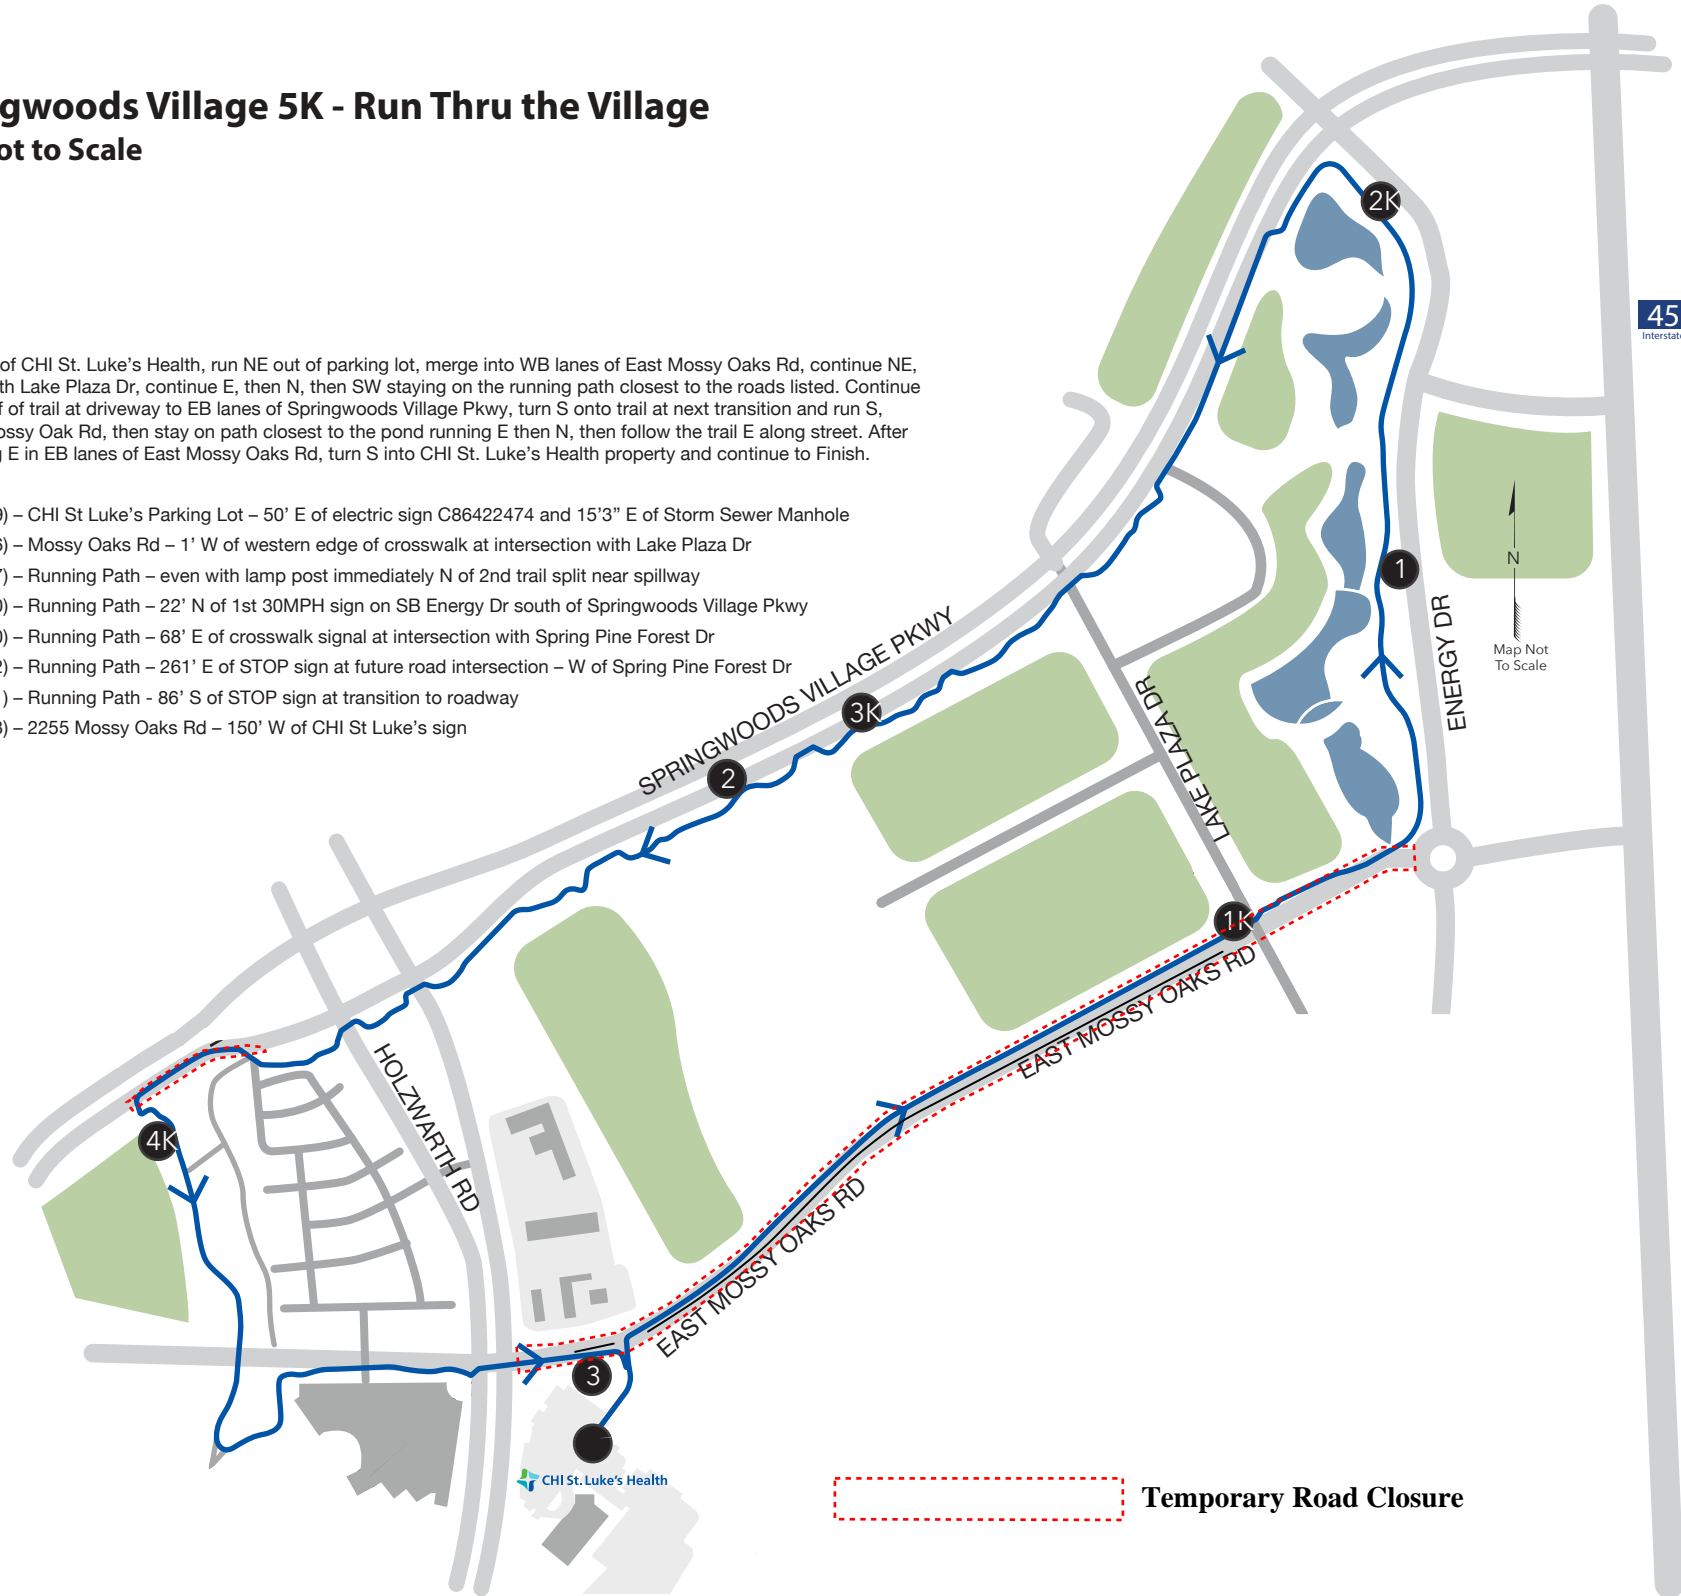 gwoods Village 5K - Run Thru the Village
ot to Scale
of CHI St. Luke’s Health, run NE out of parking lot, merge into WB lanes of East Mossy Oaks Rd, continue NE,
th Lake Plaza Dr, continue E, then N, then SW staying on the running path closest to the roads listed. Continue
f of trail at driveway to EB lanes of Springwoods Village Pkwy, turn S onto trail at next transition and run S,
ossy Oak Rd, then stay on path closest to the pond running E then N, then follow the trail E along street. After
g E in EB lanes of East Mossy Oaks Rd, turn S into CHI St. Luke’s Health property and continue to Finish.
) – CHI St Luke’s Parking Lot – 50’ E of electric sign C86422474 and 15’3” E of Storm Sewer Manhole
) – Mossy Oaks Rd – 1’ W of western edge of crosswalk at intersection with Lake Plaza Dr
) – Running Path – even with lamp post immediately N of 2nd trail split near spillway
) – Running Path – 22’ N of 1st 30MPH sign on SB Energy Dr south of Springwoods Village Pkwy
) – Running Path – 68’ E of crosswalk signal at intersection with Spring Pine Forest Dr
) – Running Path – 261’ E of STOP sign at future road intersection – W of Spring Pine Forest Dr
) – Running Path - 86’ S of STOP sign at transition to roadway
) – 2255 Mossy Oaks Rd – 150’ W of CHI St Luke’s sign
2K
45
Interstate
1
N
Map Not
To Scale
ENERGY DR
SPRINGWOODS VILLAGE PKWY
3K
2
LAKE PLAZA DR
1K
EAST MOSSY OAKS RD
HOLZWARTH RD
4K
EAST MOSSY OAKS RD
3
CHI St. Luke’s Health
Temporary Road Closure